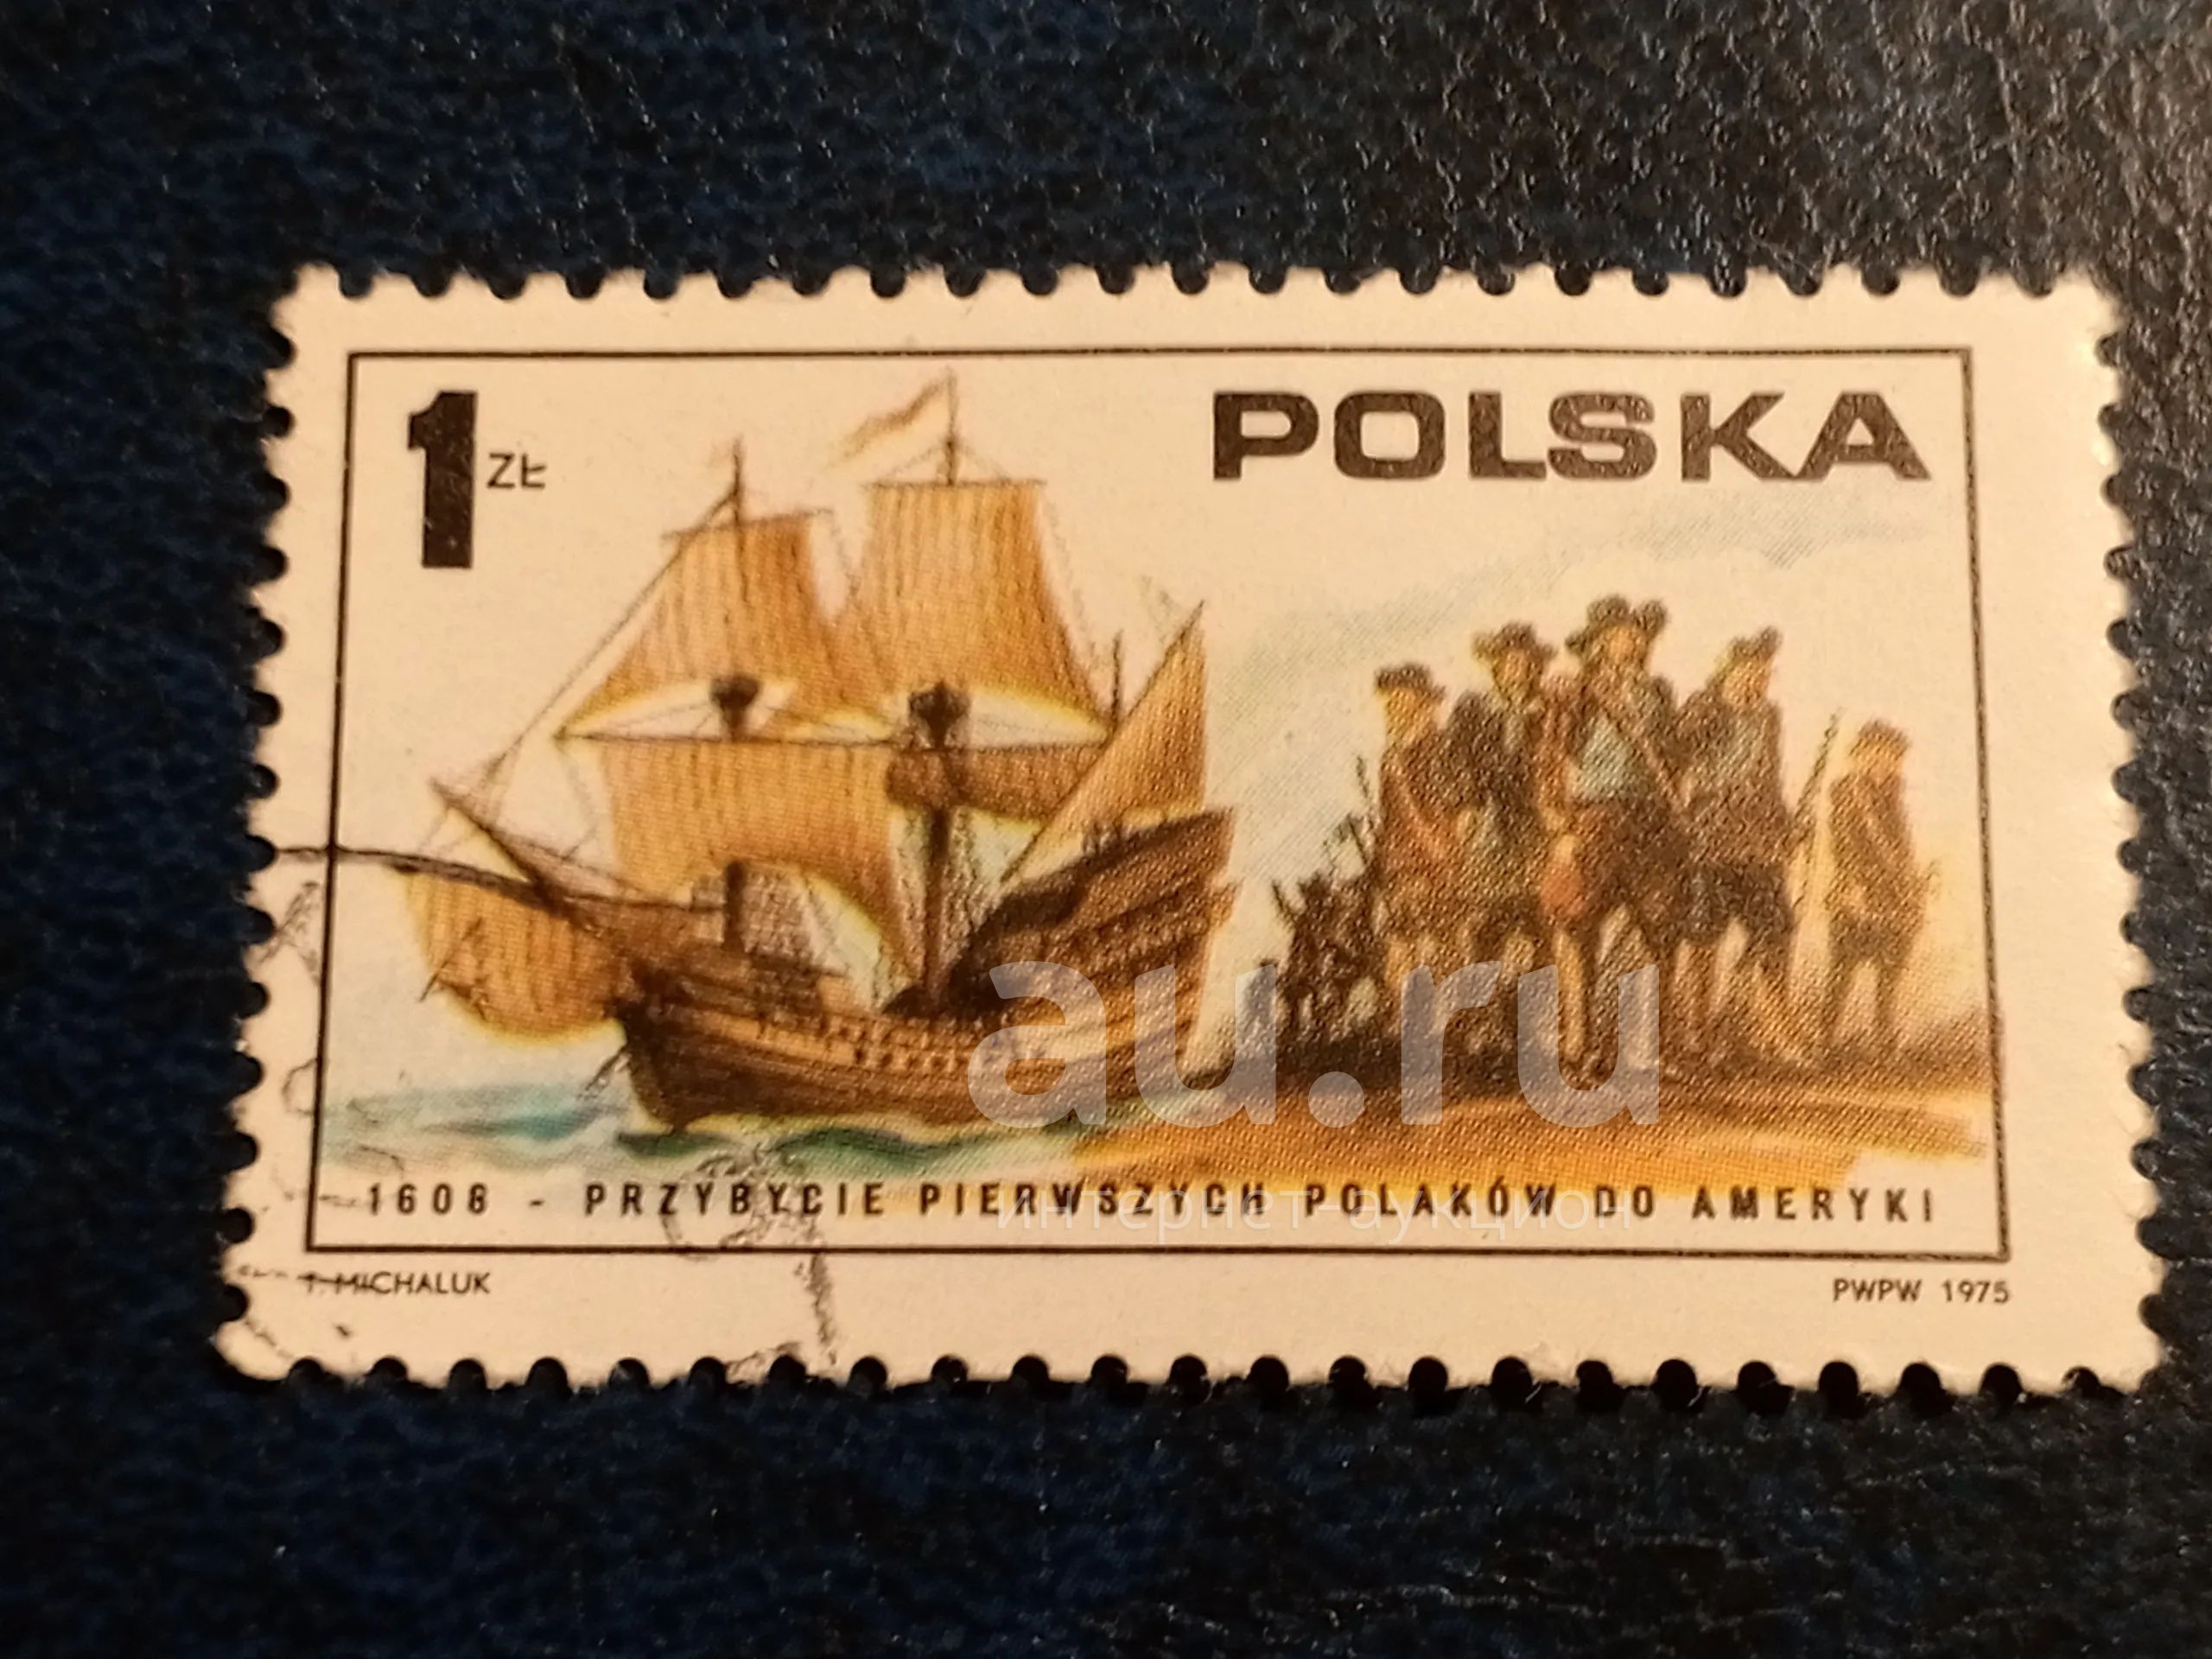 1 ZŁ
POLSKA
1608 - PRZYBYCIE PIERWSZYCH POLAKÓW DO AMERYKI
T. MICHALUK
PWPW 1975
au.ru
интернет-аукцион